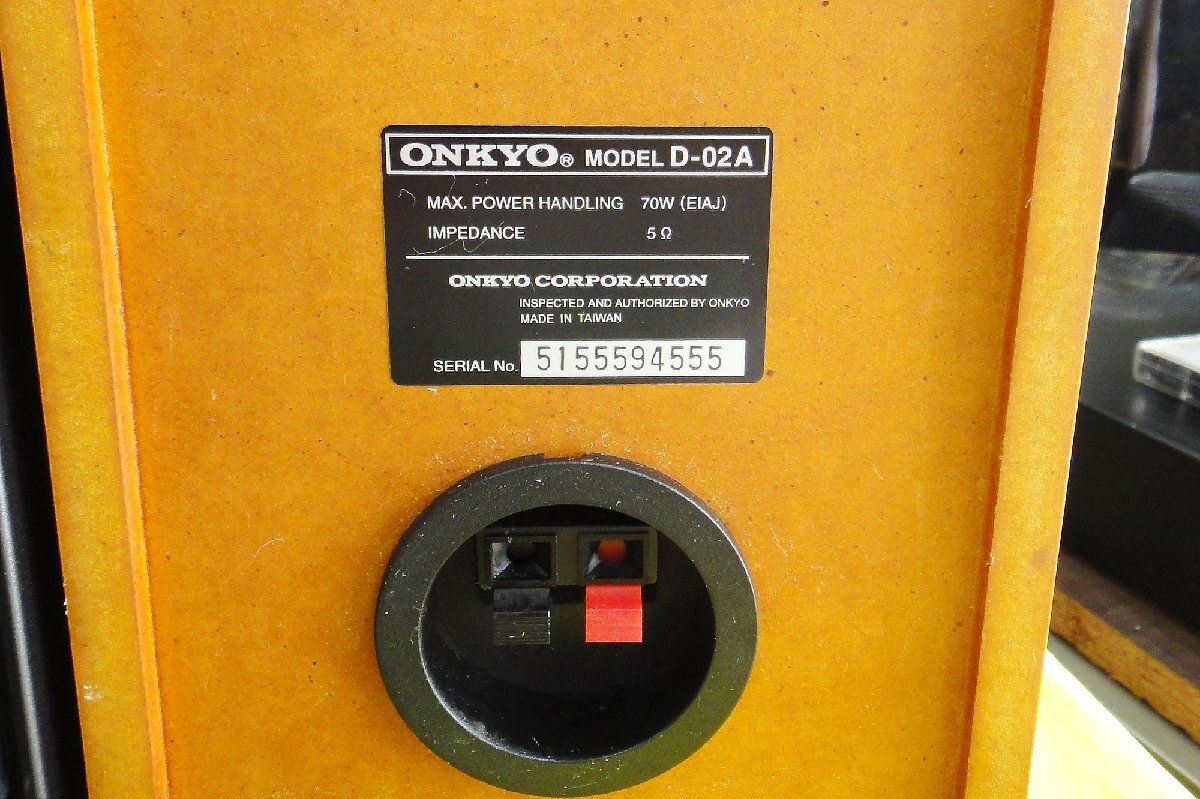 ONKYO® MODEL D-02A
MAX. POWER HANDLING 70W (EIAJ)
IMPEDANCE 5 Ω
ONKYO CORPORATION
INSPECTED AND AUTHORIZED BY ONKYO
MADE IN TAIWAN
SERIAL No. 5155594555